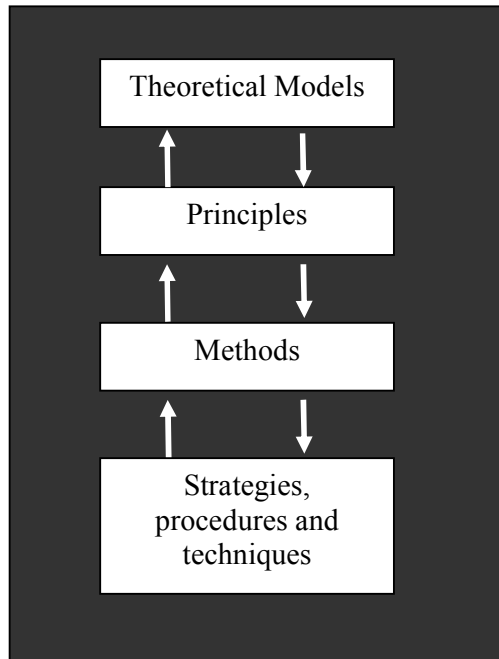 Theoretical Models
Principles
Methods
Strategies,
procedures and
techniques